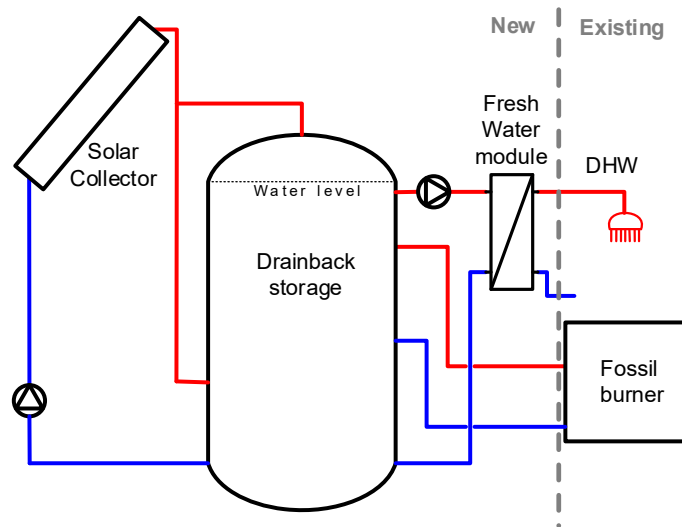 New
Existing
Fresh
Water
module
Solar
Collector
DHW
Water level
Drainback
storage
Fossil
burner